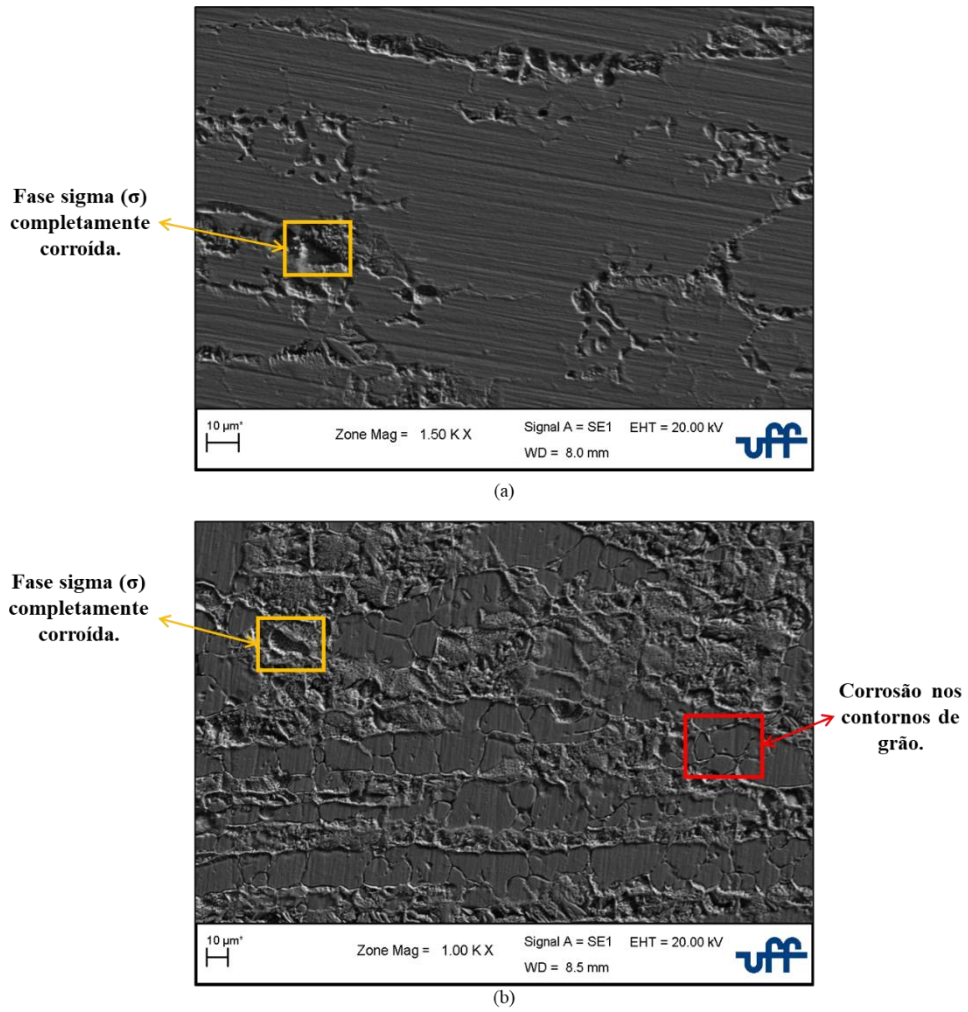 Fase sigma (σ)
completamente
corroída.
10 µm*
Zone Mag = 1.50 K X
Signal A = SE1 EHT = 20.00 kV
WD = 8.0 mm
uff
(a)
Fase sigma (σ)
completamente
corroída.
Corrosão nos
contornos de
grão.
10 µm*
Zone Mag = 1.00 K X
Signal A = SE1 EHT = 20.00 kV
WD = 8.5 mm
uff
(b)